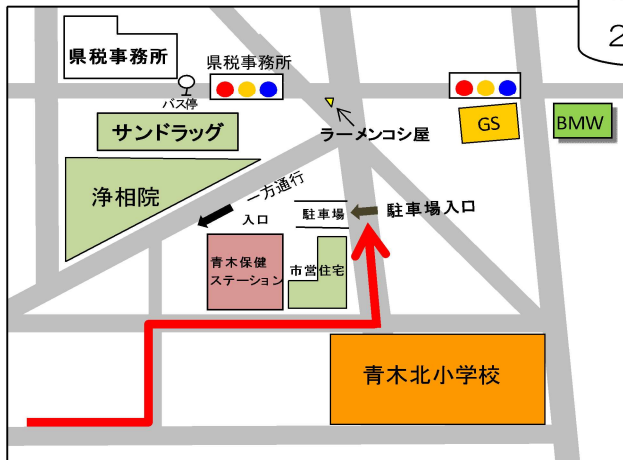 2
県税事務所
県税事務所
バス停
ラーメンコシ屋
GS
BMW
サンドラッグ
浄相院
一方通行
入口
駐車場
駐車場入口
青木保健
ステーション
市営住宅
青木北小学校